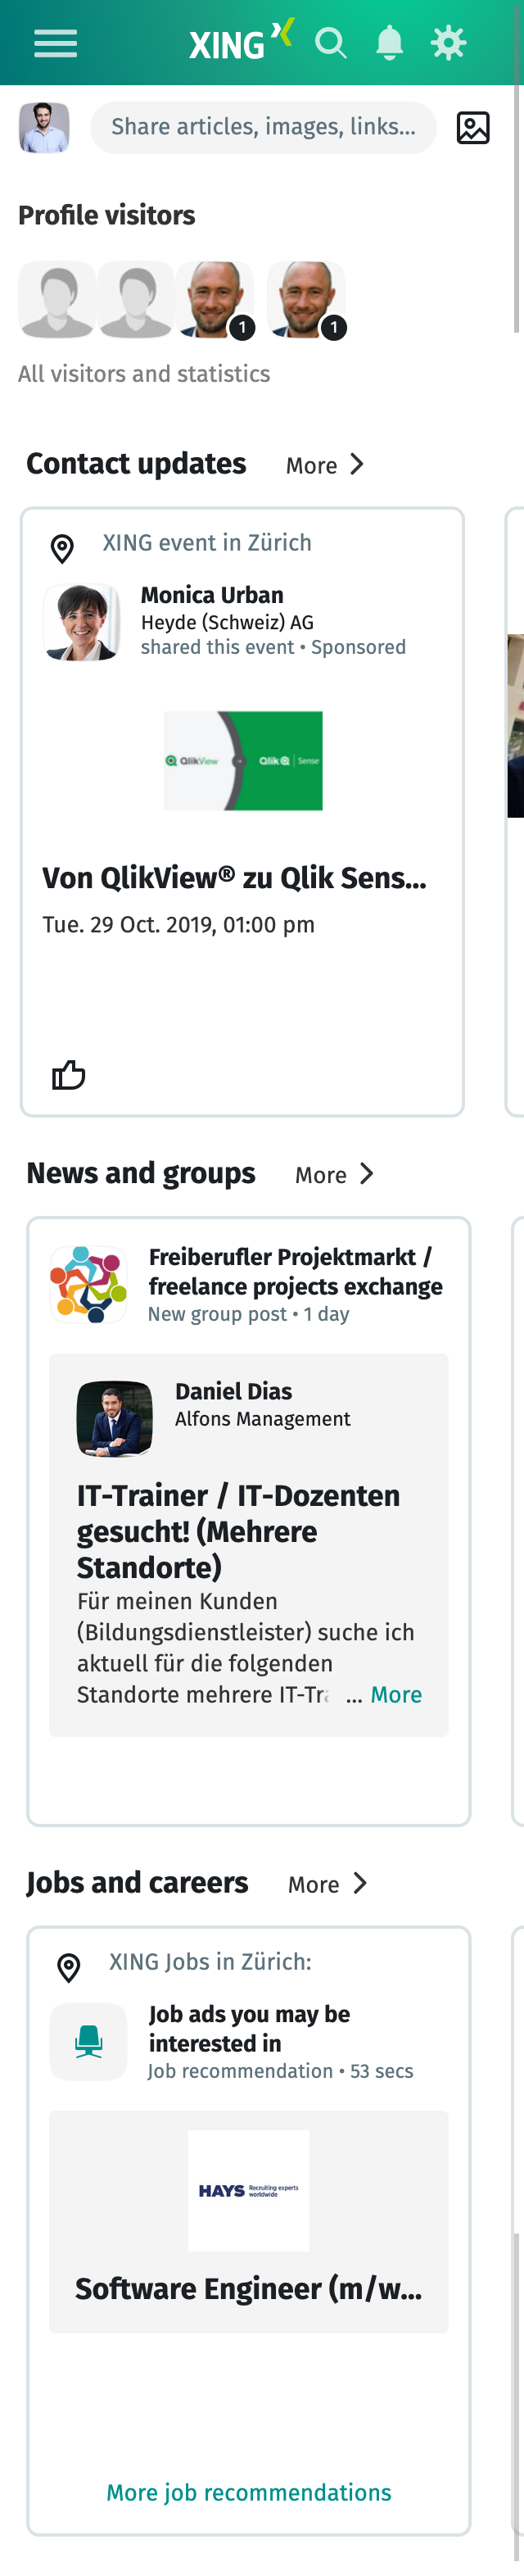 XING
Share articles, images, links...
Profile visitors
1
1
All visitors and statistics
Contact updates More
XING event in Zürich
Monica Urban
Heyde (Schweiz) AG
shared this event • Sponsored
QlikView
Qlik Sense
Von QlikView® zu Qlik Sens...
Tue. 29 Oct. 2019, 01:00 pm
News and groups More
Freiberufler Projektmarkt /
freelance projects exchange
New group post • 1 day
Daniel Dias
Alfons Management
IT-Trainer / IT-Dozenten
gesucht! (Mehrere
Standorte)
Für meinen Kunden
(Bildungsdienstleister) suche ich
aktuell für die folgenden
Standorte mehrere IT-Tra ... More
Jobs and careers More
XING Jobs in Zürich:
Job ads you may be
interested in
Job recommendation • 53 secs
HAYS Recruiting experts
worldwide
Software Engineer (m/w...
More job recommendations